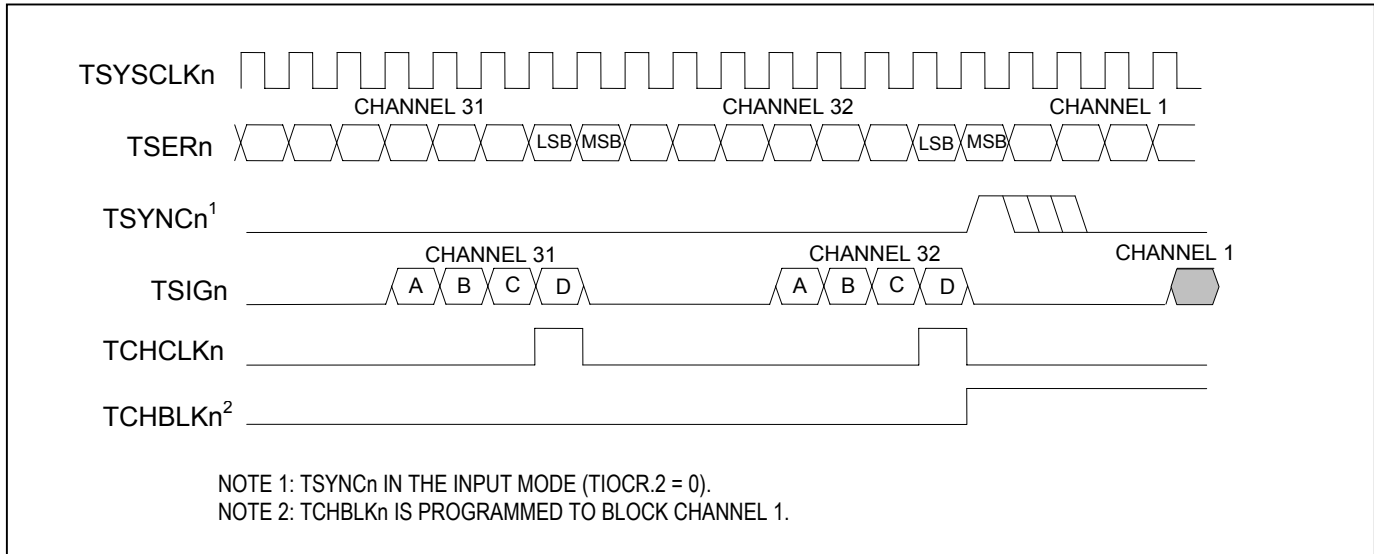 TSYSCLKn
CHANNEL 31 CHANNEL 32 CHANNEL 1
TSERn LSB MSB LSB MSB
TSYNCn¹
CHANNEL 31 CHANNEL 32 CHANNEL 1
TSIGn A B C D A B C D
TCHCLKn
TCHBLKn²
NOTE 1: TSYNCn IN THE INPUT MODE (TIOCR.2 = 0).
NOTE 2: TCHBLKn IS PROGRAMMED TO BLOCK CHANNEL 1.